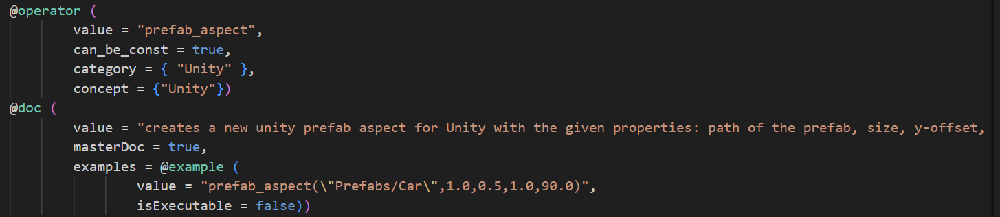 @operator (
value = "prefab_aspect",
can_be_const = true,
category = { "Unity" },
concept = {"Unity"})
@doc (
value = "creates a new unity prefab aspect for Unity with the given properties: path of the prefab, size, y-offset,
masterDoc = true,
examples = @example (
value = "prefab_aspect(\"Prefabs/Car\",1.0,0.5,1.0,90.0)",
isExecutable = false))